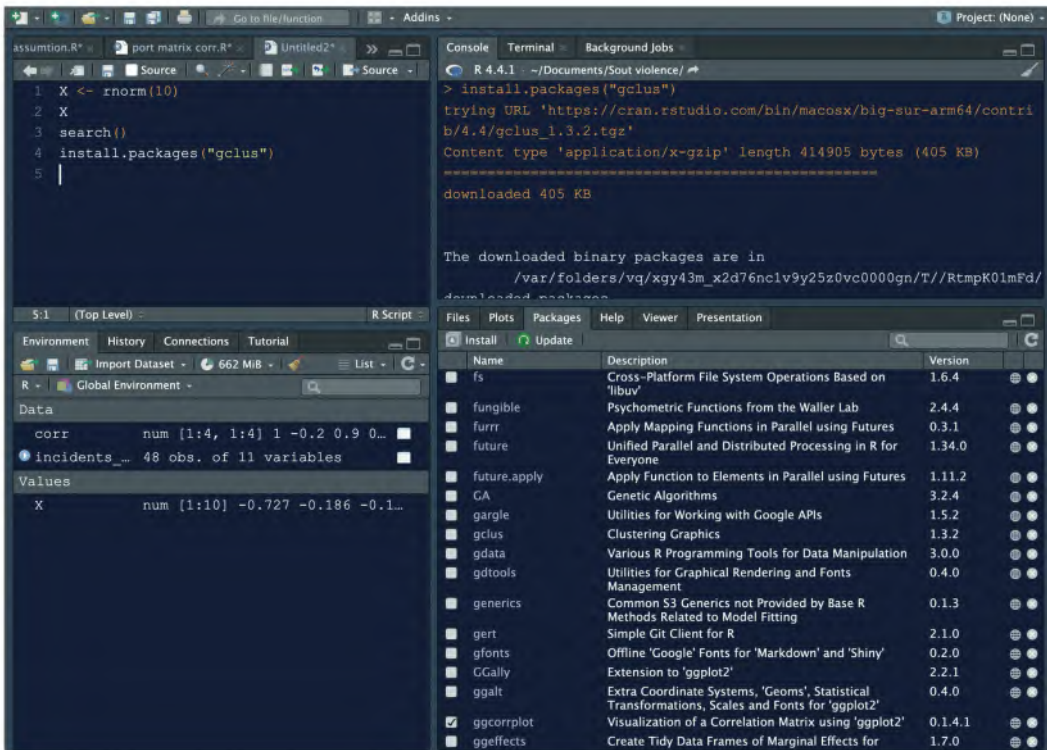 Go to file/function
Addins
Project: (None)
assumtion.R*
port matrix corr.R*
Untitled2*
Source
Source
1 X <- rnorm(10)
2 X
3 search()
4 install.packages("gclus")
5
5:1 (Top Level)
R Script
Console Terminal Background Jobs
R 4.4.1 · ~/Documents/Sout violence/
> install.packages("gclus")
trying URL 'https://cran.rstudio.com/bin/macosx/big-sur-arm64/contri
b/4.4/gclus_1.3.2.tgz'
Content type 'application/x-gzip' length 414905 bytes (405 KB)
==================================================
downloaded 405 KB
The downloaded binary packages are in
/var/folders/vq/xgy43m_x2d76nc1v9y25z0vc0000gn/T//RtmpK01mFd/
downloaded_packages
Environment History Connections Tutorial
Import Dataset
662 MiB
List
R
Global Environment
Data
corr num [1:4, 1:4] 1 -0.2 0.9 0…
incidents_… 48 obs. of 11 variables
Values
X num [1:10] -0.727 -0.186 -0.1…
Files Plots Packages Help Viewer Presentation
Install Update
Name Description Version
fs Cross-Platform File System Operations Based on 1.6.4
'libuv'
fungible Psychometric Functions from the Waller Lab 2.4.4
furrr Apply Mapping Functions in Parallel using Futures 0.3.1
future Unified Parallel and Distributed Processing in R for 1.34.0
Everyone
future.apply Apply Function to Elements in Parallel using Futures 1.11.2
GA Genetic Algorithms 3.2.4
gargle Utilities for Working with Google APIs 1.5.2
gclus Clustering Graphics 1.3.2
gdata Various R Programming Tools for Data Manipulation 3.0.0
gdtools Utilities for Graphical Rendering and Fonts 0.4.0
Management
generics Common S3 Generics not Provided by Base R 0.1.3
Methods Related to Model Fitting
gert Simple Git Client for R 2.1.0
gfonts Offline 'Google' Fonts for 'Markdown' and 'Shiny' 0.2.0
GGally Extension to 'ggplot2' 2.2.1
ggalt Extra Coordinate Systems, 'Geoms', Statistical 0.4.0
Transformations, Scales and Fonts for 'ggplot2'
ggcorrplot Visualization of a Correlation Matrix using 'ggplot2' 0.1.4.1
ggeffects Create Tidy Data Frames of Marginal Effects for 1.7.0